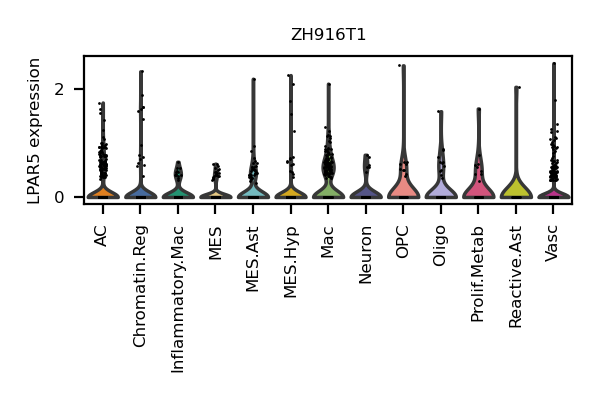 ZH916T1
LPAR5 expression
2
0
AC
Chromatin.Reg
Inflammatory.Mac
MES
MES.Ast
MES.Hyp
Mac
Neuron
OPC
Oligo
Prolif.Metab
Reactive.Ast
Vasc